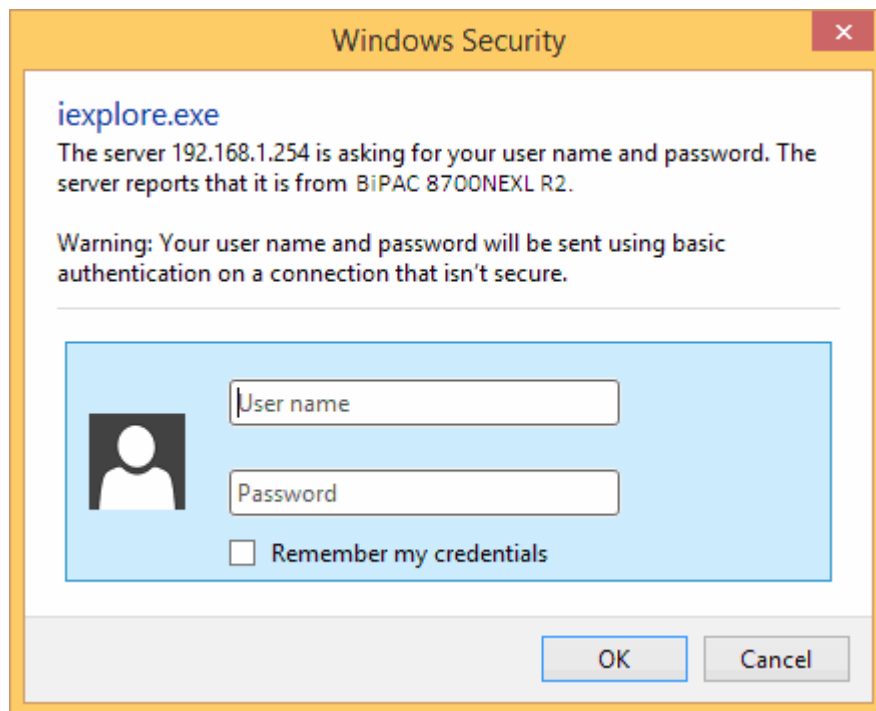 Windows Security
iexplore.exe
The server 192.168.1.254 is asking for your user name and password. The
server reports that it is from BiPAC 8700NEXL R2.
Warning: Your user name and password will be sent using basic
authentication on a connection that isn't secure.
User name
Password
Remember my credentials
OK
Cancel